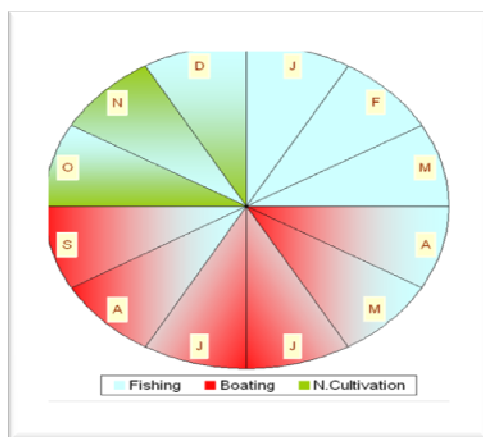 D J
N F
O M
S A
A M
J J
Fishing Boating N.Cultivation